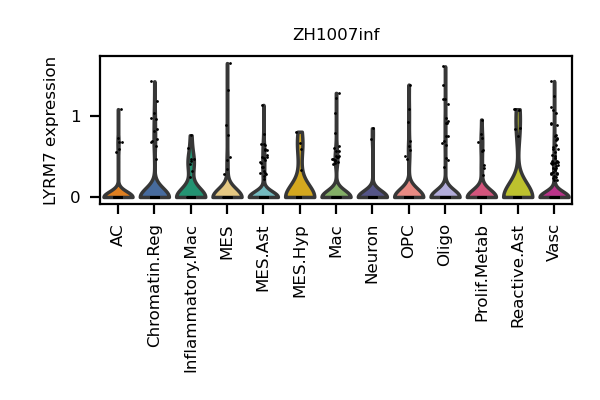 ZH1007inf
LYRM7 expression
1
0
AC
Chromatin.Reg
Inflammatory.Mac
MES
MES.Ast
MES.Hyp
Mac
Neuron
OPC
Oligo
Prolif.Metab
Reactive.Ast
Vasc